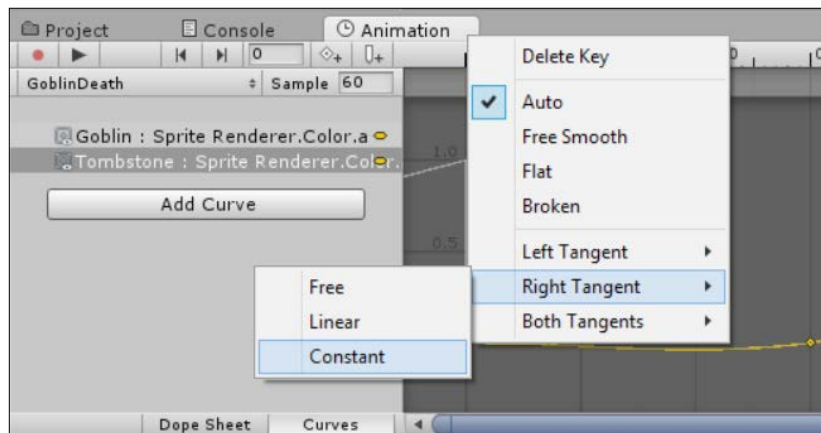 Project
Console
Animation
0
GoblinDeath
Sample 60
Goblin : Sprite Renderer.Color.a
Tombstone : Sprite Renderer.Color.
Add Curve
1.0
0.5
Delete Key
Auto
Free Smooth
Flat
Broken
Left Tangent
Right Tangent
Both Tangents
Free
Linear
Constant
Dope Sheet
Curves